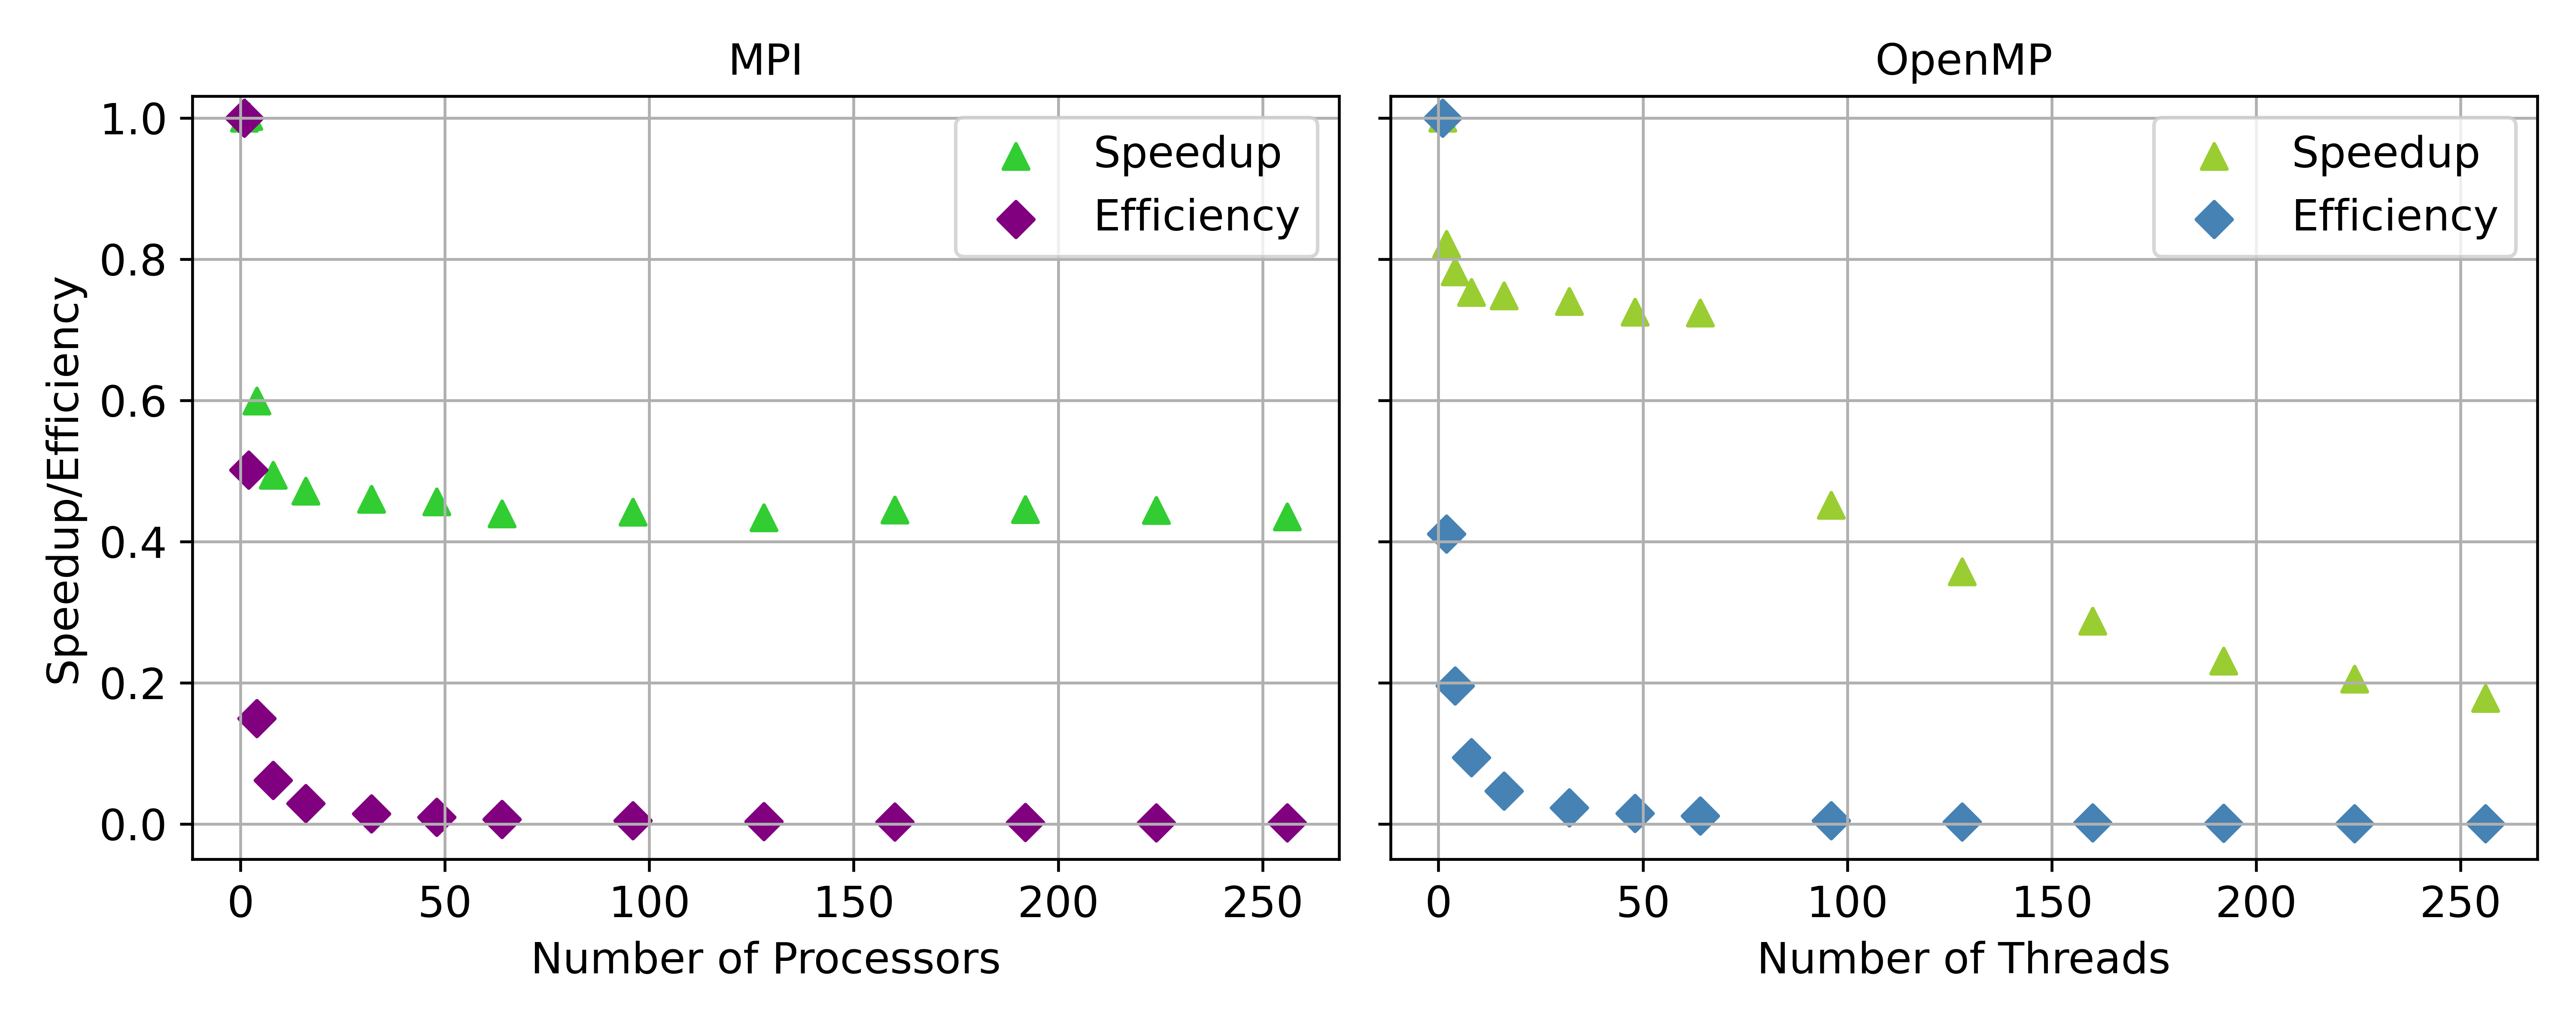 MPI
OpenMP
Speedup/Efficiency
1.0
0.8
0.6
0.4
0.2
0.0
Speedup
Efficiency
Speedup
Efficiency
0 50 100 150 200 250
0 50 100 150 200 250
Number of Processors
Number of Threads